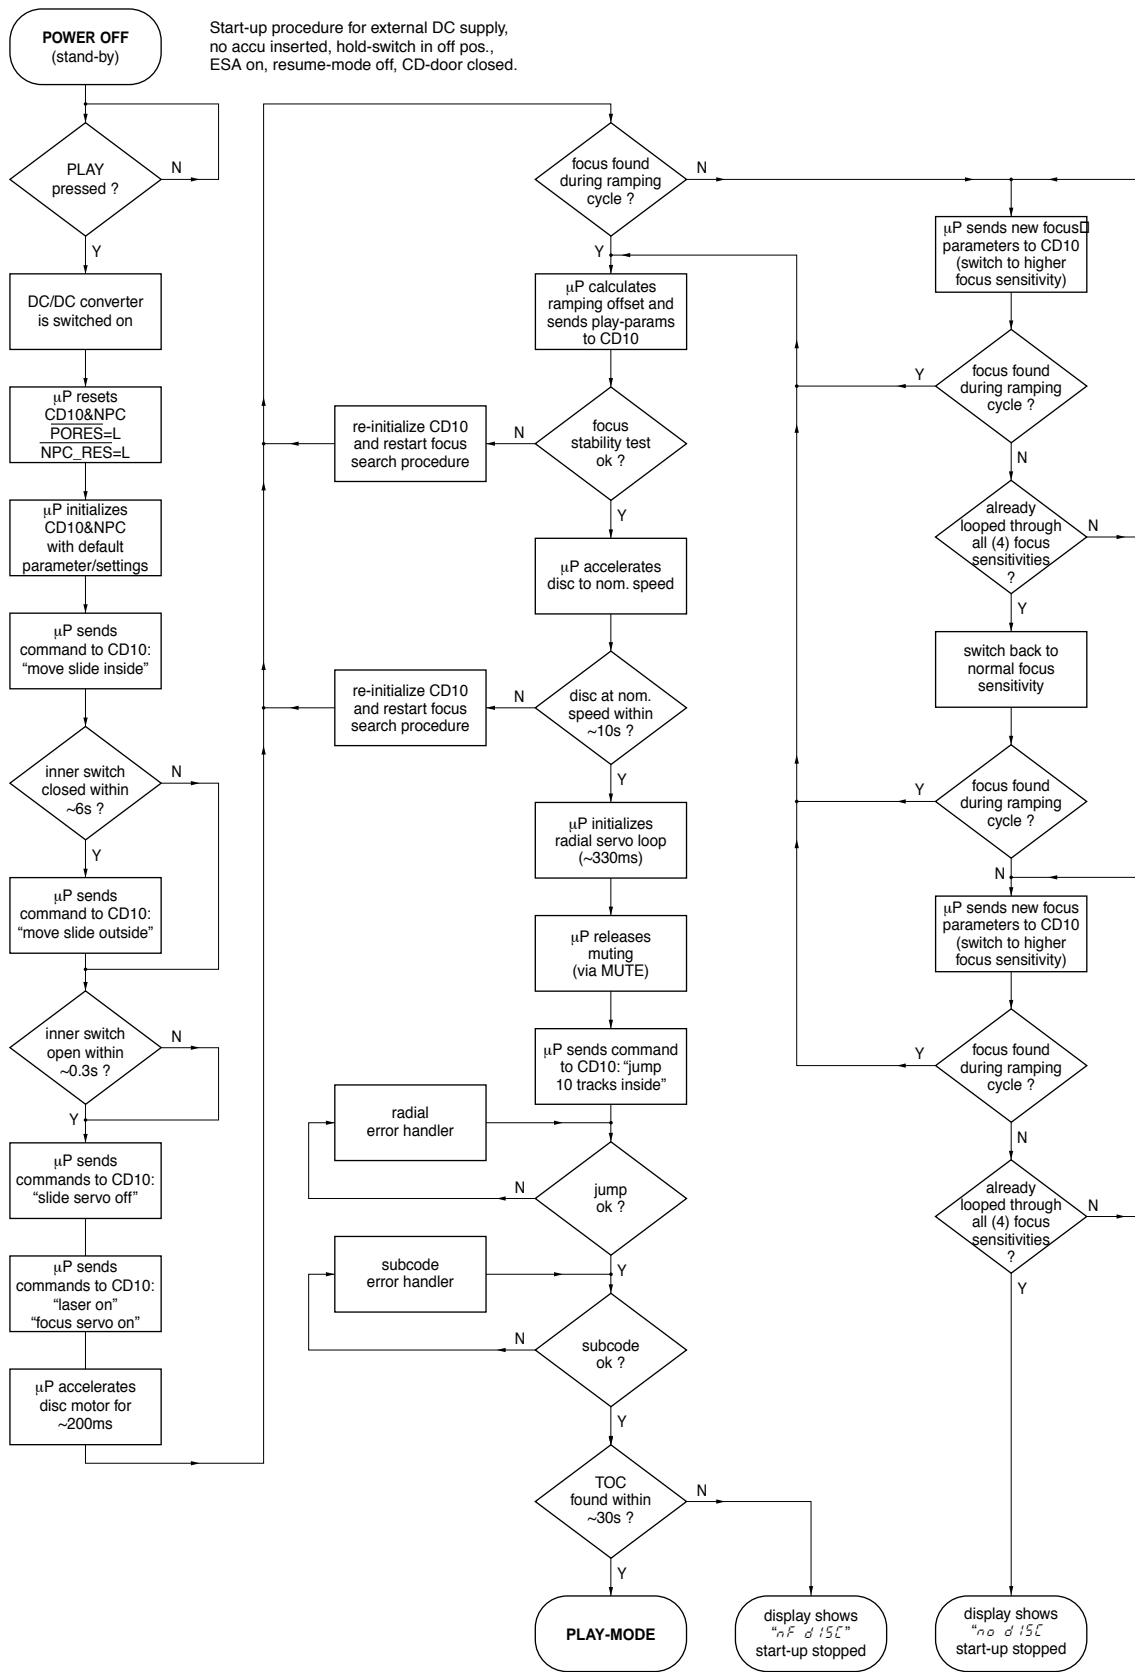 POWER OFF
(stand-by)
Start-up procedure for external DC supply,
no accu inserted, hold-switch in off pos.,
ESA on, resume-mode off, CD-door closed.
PLAY
pressed ?
N
Y
DC/DC converter
is switched on
µP resets
CD10&NPC
PORES=L
NPC_RES=L
µP initializes
CD10&NPC
with default
parameter/settings
µP sends
command to CD10:
“move slide inside”
inner switch
closed within
~6s ?
N
Y
µP sends
command to CD10:
“move slide outside”
inner switch
open within
~0.3s ?
N
Y
µP sends
commands to CD10:
“slide servo off”
µP sends
commands to CD10:
“laser on”
“focus servo on”
µP accelerates
disc motor for
~200ms
focus found
during ramping
cycle ?
N
Y
µP calculates
ramping offset and
sends play-params
to CD10
focus
stability test
ok ?
N
re-initialize CD10
and restart focus
search procedure
Y
µP accelerates
disc to nom. speed
disc at nom.
speed within
~10s ?
N
re-initialize CD10
and restart focus
search procedure
Y
µP initializes
radial servo loop
(~330ms)
µP releases
muting
(via MUTE)
µP sends command
to CD10: “jump
10 tracks inside”
radial
error handler
jump
ok ?
N
Y
subcode
error handler
subcode
ok ?
N
Y
TOC
found within
~30s ?
N
Y
PLAY-MODE
display shows
“nF dISC”
start-up stopped
µP sends new focus
parameters to CD10
(switch to higher
focus sensitivity)
focus found
during ramping
cycle ?
Y
N
already
looped through
all (4) focus
sensitivities
?
N
Y
switch back to
normal focus
sensitivity
focus found
during ramping
cycle ?
Y
N
µP sends new focus
parameters to CD10
(switch to higher
focus sensitivity)
focus found
during ramping
cycle ?
Y
N
already
looped through
all (4) focus
sensitivities
?
N
Y
display shows
“no dISC
start-up stopped